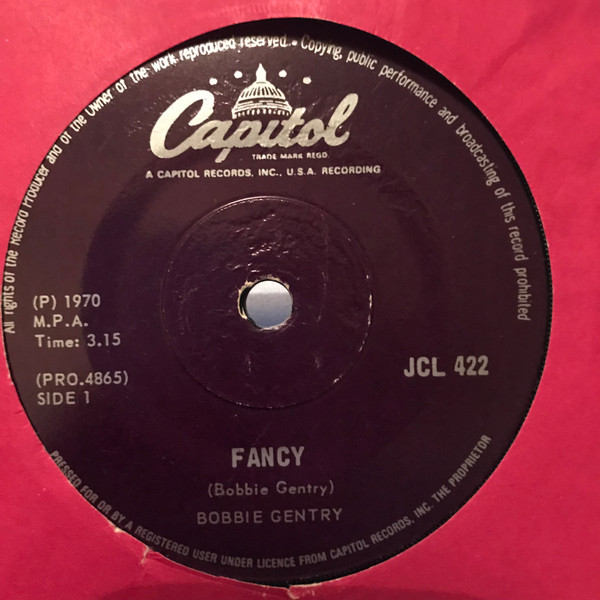 All rights of the Record Producer and of the Owner of the work reproduced reserved. • Copying, public performance and broadcasting of this record prohibited
Capitol
TRADE MARK REGD.
A CAPITOL RECORDS, INC., U.S.A. RECORDING
(P) 1970
M.P.A.
Time: 3.15
(PRO.4865)
SIDE 1
JCL 422
FANCY
(Bobbie Gentry)
BOBBIE GENTRY
PRESSED FOR OR BY A REGISTERED USER UNDER LICENCE FROM CAPITOL RECORDS, INC. THE PROPRIETOR